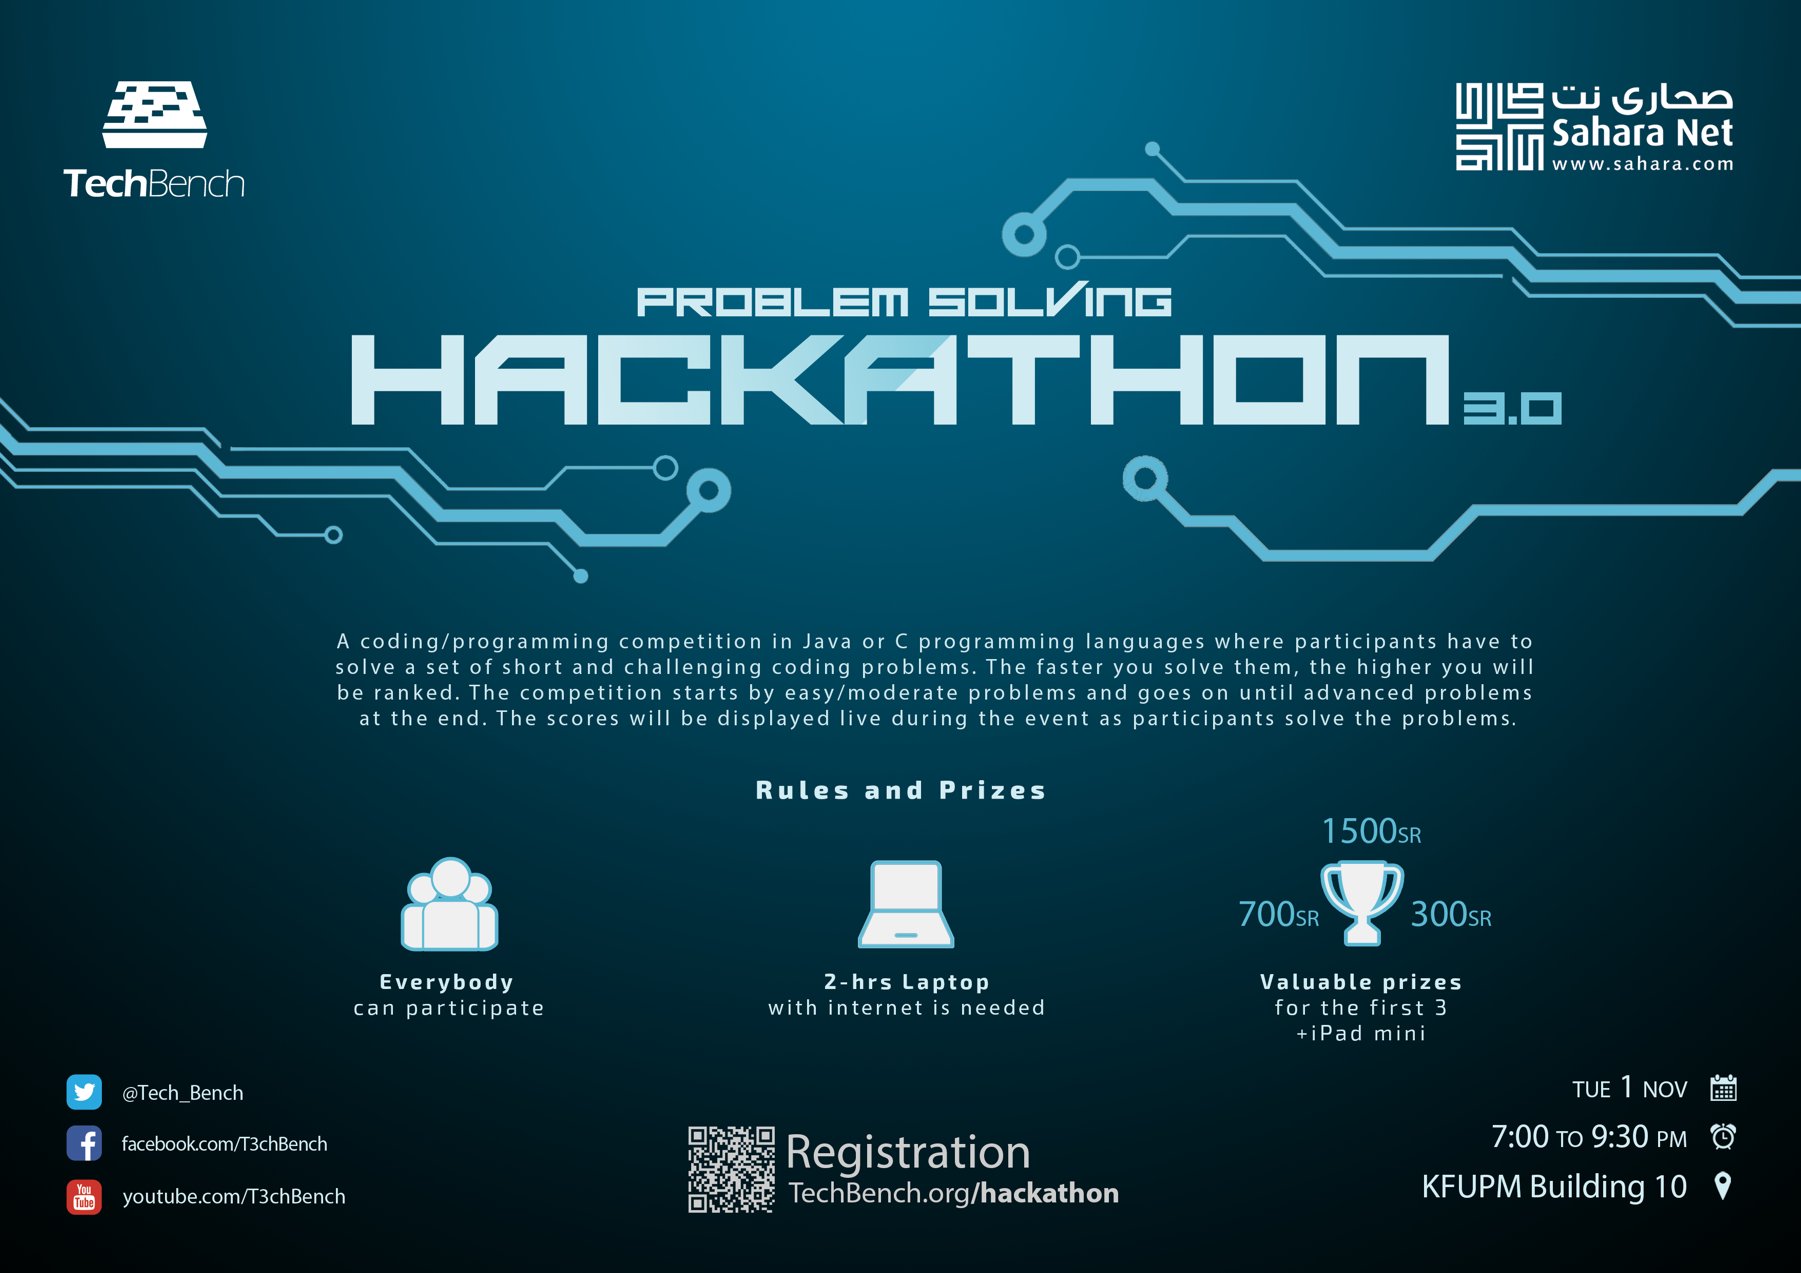 TechBench
صحارى نت
Sahara Net
www.sahara.com
PROBLEM SOLVING
HACKATHON 3.0
A coding/programming competition in Java or C programming languages where participants have to
solve a set of short and challenging coding problems. The faster you solve them, the higher you will
be ranked. The competition starts by easy/moderate problems and goes on until advanced problems
at the end. The scores will be displayed live during the event as participants solve the problems.
Rules and Prizes
Everybody
can participate
2-hrs Laptop
with internet is needed
1500SR
700SR
300SR
Valuable prizes
for the first 3
+iPad mini
@Tech_Bench
facebook.com/T3chBench
You
Tube
youtube.com/T3chBench
Registration
TechBench.org/hackathon
TUE 1 NOV
7:00 TO 9:30 PM
KFUPM Building 10